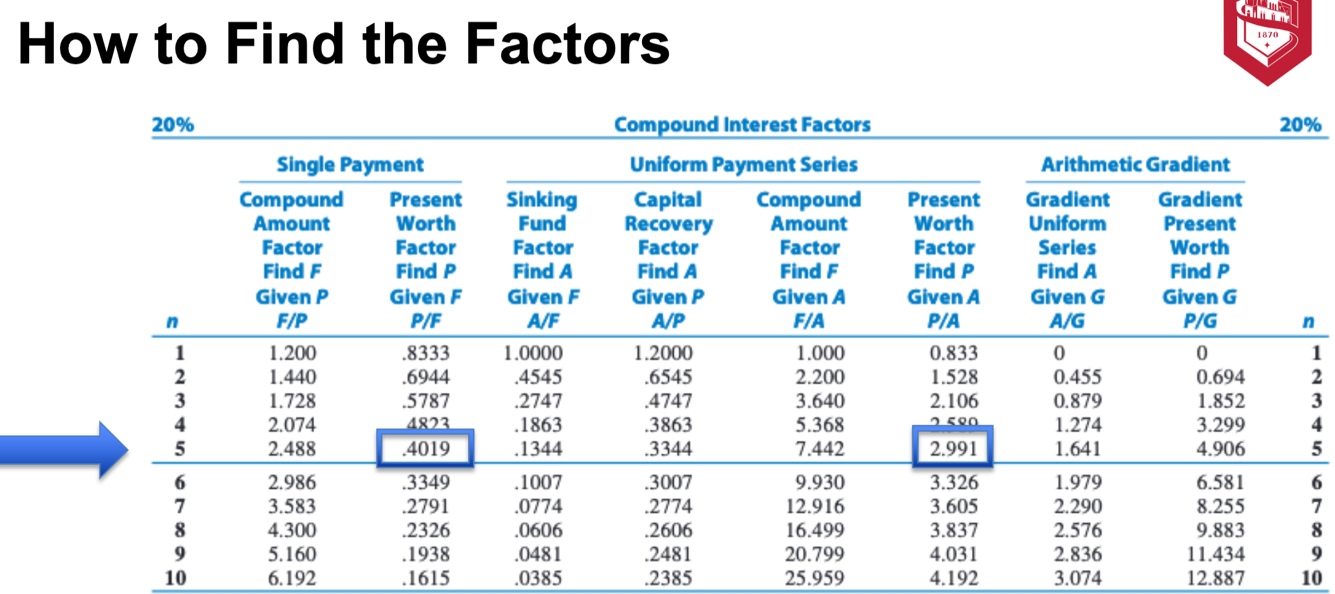 How to Find the Factors
1870
20% Compound Interest Factors 20%
Single Payment Uniform Payment Series Arithmetic Gradient
Compound Present Sinking Capital Compound Present Gradient Gradient
Amount Worth Fund Recovery Amount Worth Uniform Present
Factor Factor Factor Factor Factor Factor Series Worth
Find F Find P Find A Find A Find F Find P Find A Find P
Given P Given F Given F Given P Given A Given A Given G Given G
n F/P P/F A/F A/P F/A P/A A/G P/G n
1 1.200 .8333 1.0000 1.2000 1.000 0.833 0 0 1
2 1.440 .6944 .4545 .6545 2.200 1.528 0.455 0.694 2
3 1.728 .5787 .2747 .4747 3.640 2.106 0.879 1.852 3
4 2.074 .4823 .1863 .3863 5.368 2.589 1.274 3.299 4
5 2.488 .4019 .1344 .3344 7.442 2.991 1.641 4.906 5
6 2.986 .3349 .1007 .3007 9.930 3.326 1.979 6.581 6
7 3.583 .2791 .0774 .2774 12.916 3.605 2.290 8.255 7
8 4.300 .2326 .0606 .2606 16.499 3.837 2.576 9.883 8
9 5.160 .1938 .0481 .2481 20.799 4.031 2.836 11.434 9
10 6.192 .1615 .0385 .2385 25.959 4.192 3.074 12.887 10